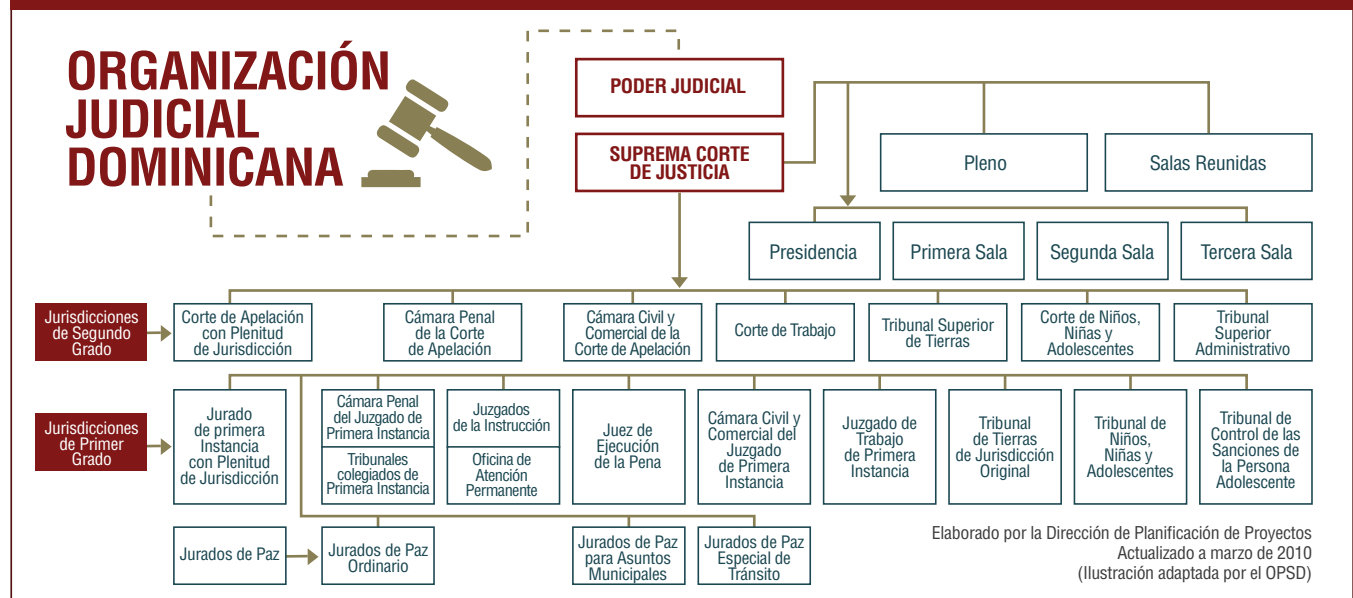 ORGANIZACIÓN
JUDICIAL
DOMINICANA
PODER JUDICIAL
SUPREMA CORTE
DE JUSTICIA
Pleno
Salas Reunidas
Presidencia
Primera Sala
Segunda Sala
Tercera Sala
Jurisdicciones
de Segundo
Grado
Corte de Apelación
con Plenitud
de Jurisdicción
Cámara Penal
de la Corte
de Apelación
Cámara Civil y
Comercial de la
Corte de Apelación
Corte de Trabajo
Tribunal Superior
de Tierras
Corte de Niños,
Niñas y
Adolescentes
Tribunal
Superior
Administrativo
Jurisdicciones
de Primer
Grado
Jurado
de primera
Instancia
con Plenitud
de Jurisdicción
Cámara Penal
del Juzgado de
Primera Instancia
Tribunales
colegiados de
Primera Instancia
Juzgados
de la Instrucción
Oficina de
Atención
Permanente
Juez de
Ejecución
de la Pena
Cámara Civil y
Comercial del
Juzgado
de Primera
Instancia
Juzgado de
Trabajo
de Primera
Instancia
Tribunal
de Tierras
de Jurisdicción
Original
Tribunal de
Niños,
Niñas y
Adolescentes
Tribunal de
Control de las
Sanciones de
la Persona
Adolescente
Jurados de Paz
Jurados de Paz
Ordinario
Jurados de Paz
para Asuntos
Municipales
Jurados de Paz
Especial de
Tránsito
Elaborado por la Dirección de Planificación de Proyectos
Actualizado a marzo de 2010
(Ilustración adaptada por el OPSD)